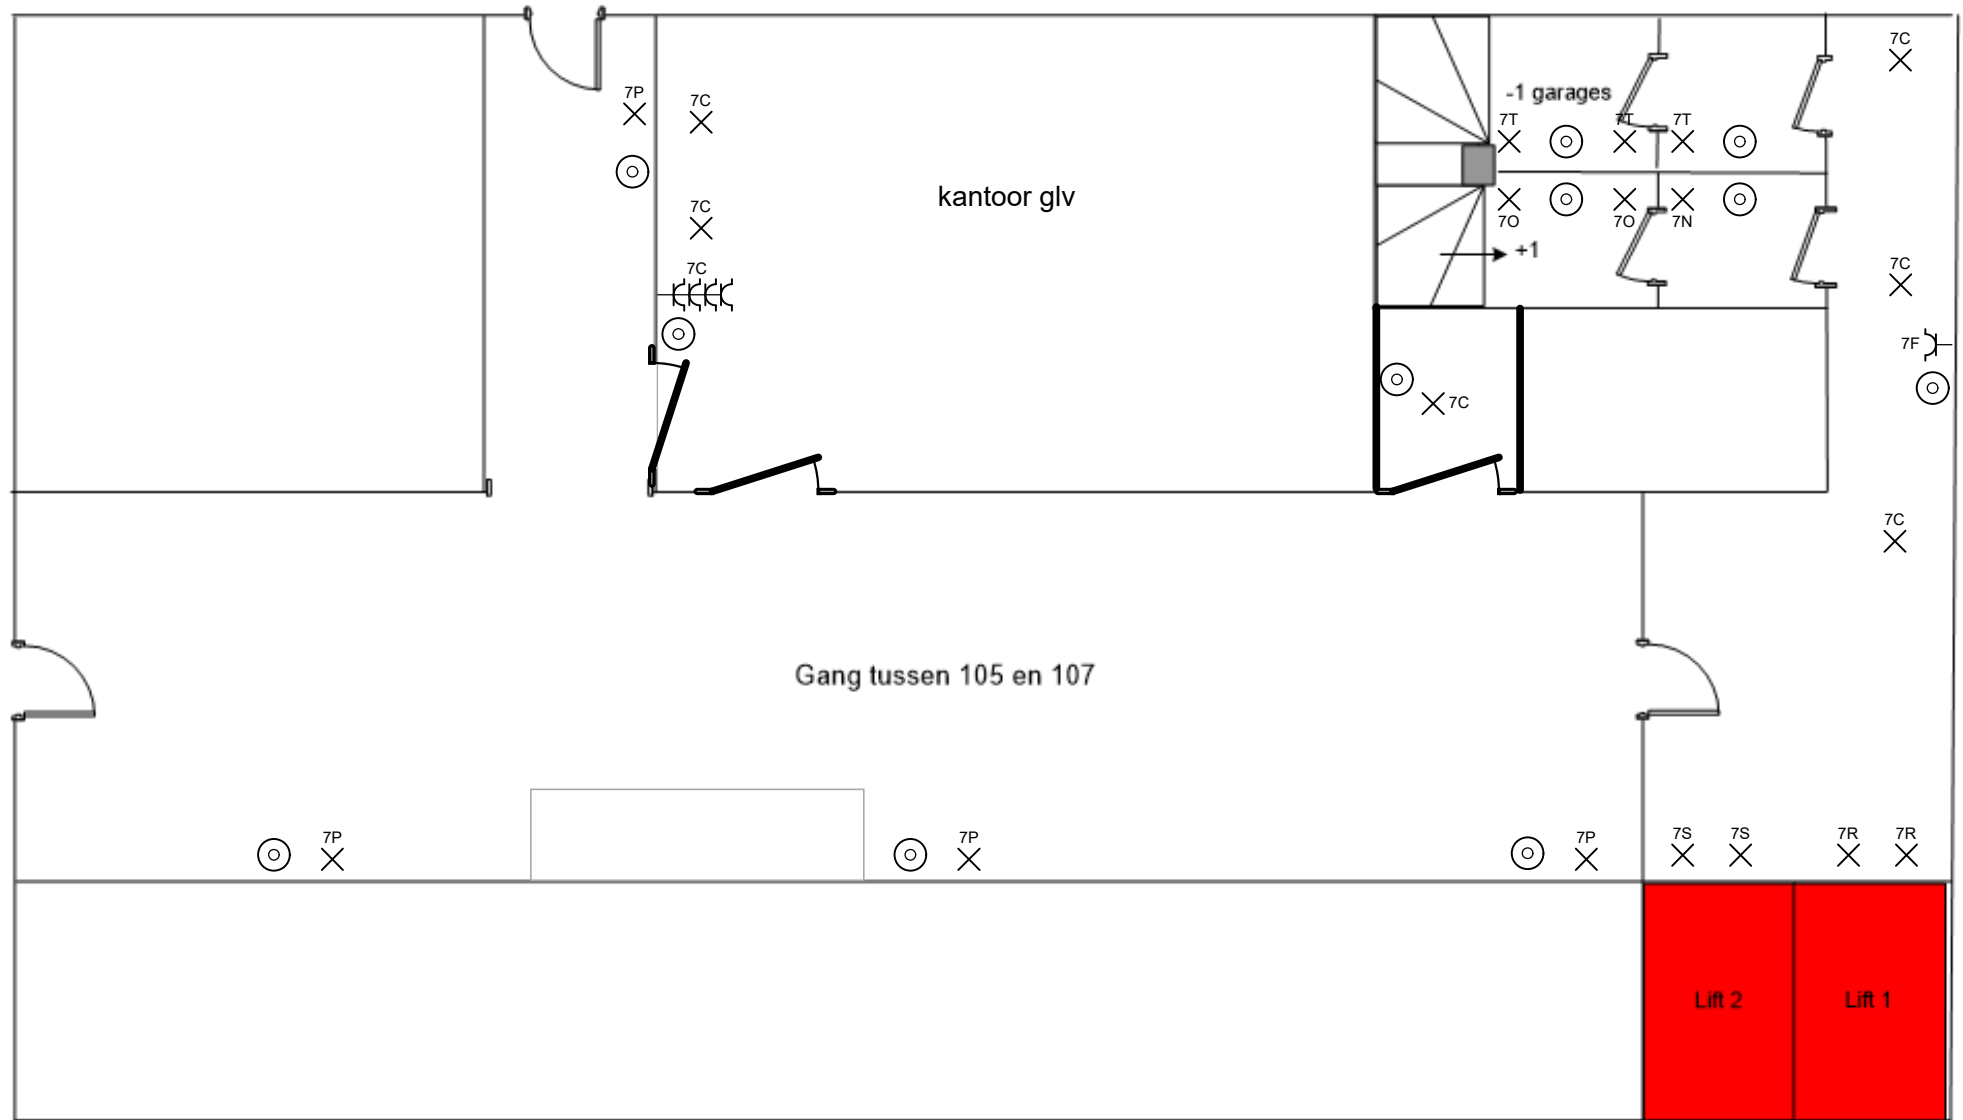 7C
7P
7C
-1 garages
7T
7T
7T
kantoor glv
7C
7O
7O
7N
+1
7C
7C
7F
7C
7C
Gang tussen 105 en 107
7P
7P
7P
7S
7S
7R
7R
Lift 2
Lift 1